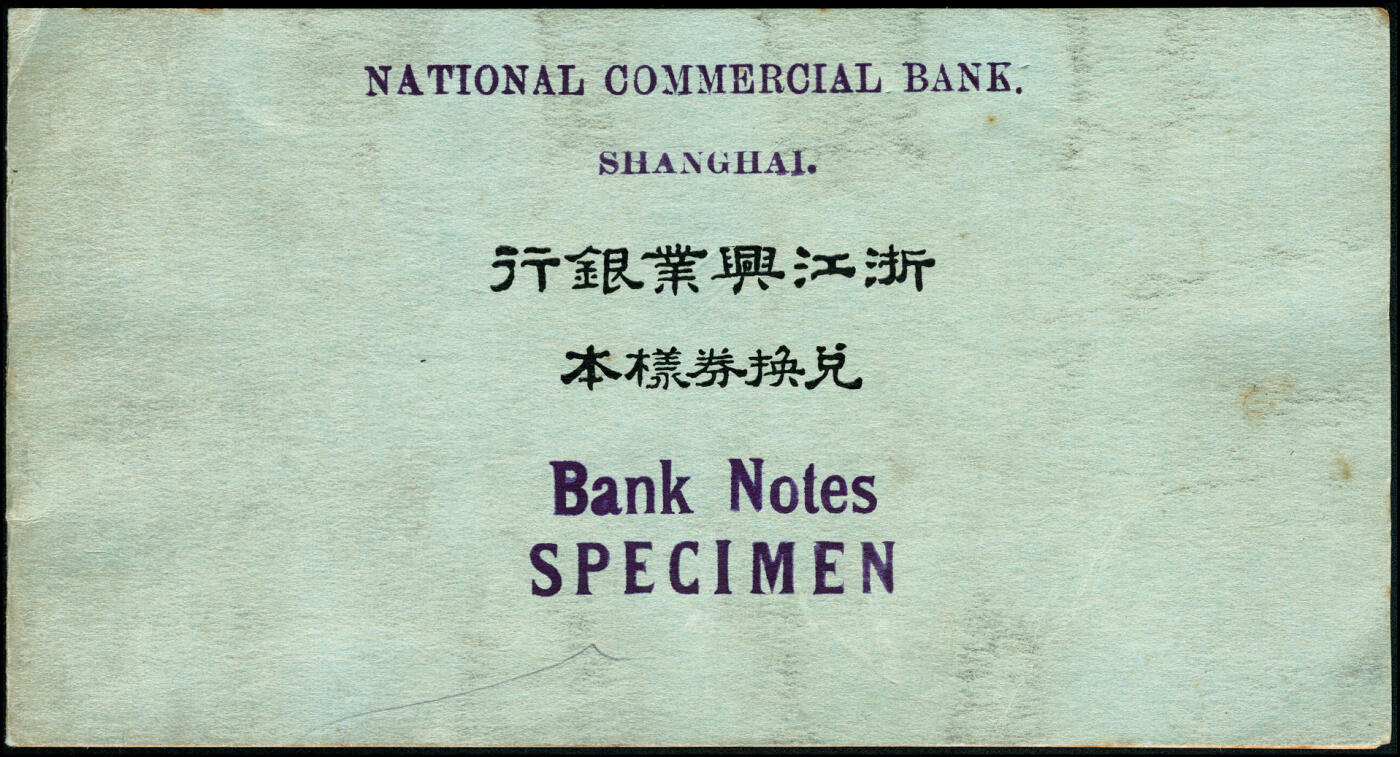 NATIONAL COMMERCIAL BANK.
SHANGHAI.
浙江興業銀行
兌換券樣本
Bank Notes
SPECIMEN